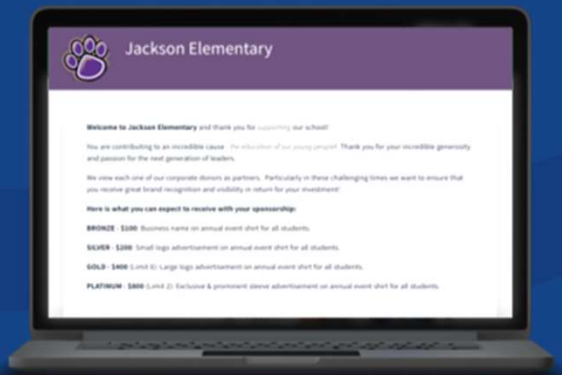 Jackson Elementary
Welcome to Jackson Elementary and thank you for supporting our school!
You are contributing to an incredible cause - the education of our young people! Thank you for your incredible generosity
and passion for the next generation of leaders.
We view each one of our corporate donors as partners. Particularly in these challenging times we want to ensure that
you receive great brand recognition and visibility in return for your investment!
Here is what you can expect to receive with your sponsorship:
BRONZE - $100: Business name on annual event shirt for all students.
SILVER - $200: Small logo advertisement on annual event shirt for all students.
GOLD - $400 (Limit 6): Large logo advertisement on annual event shirt for all students.
PLATINUM - $800 (Limit 2): Exclusive & prominent sleeve advertisement on annual event shirt for all students.